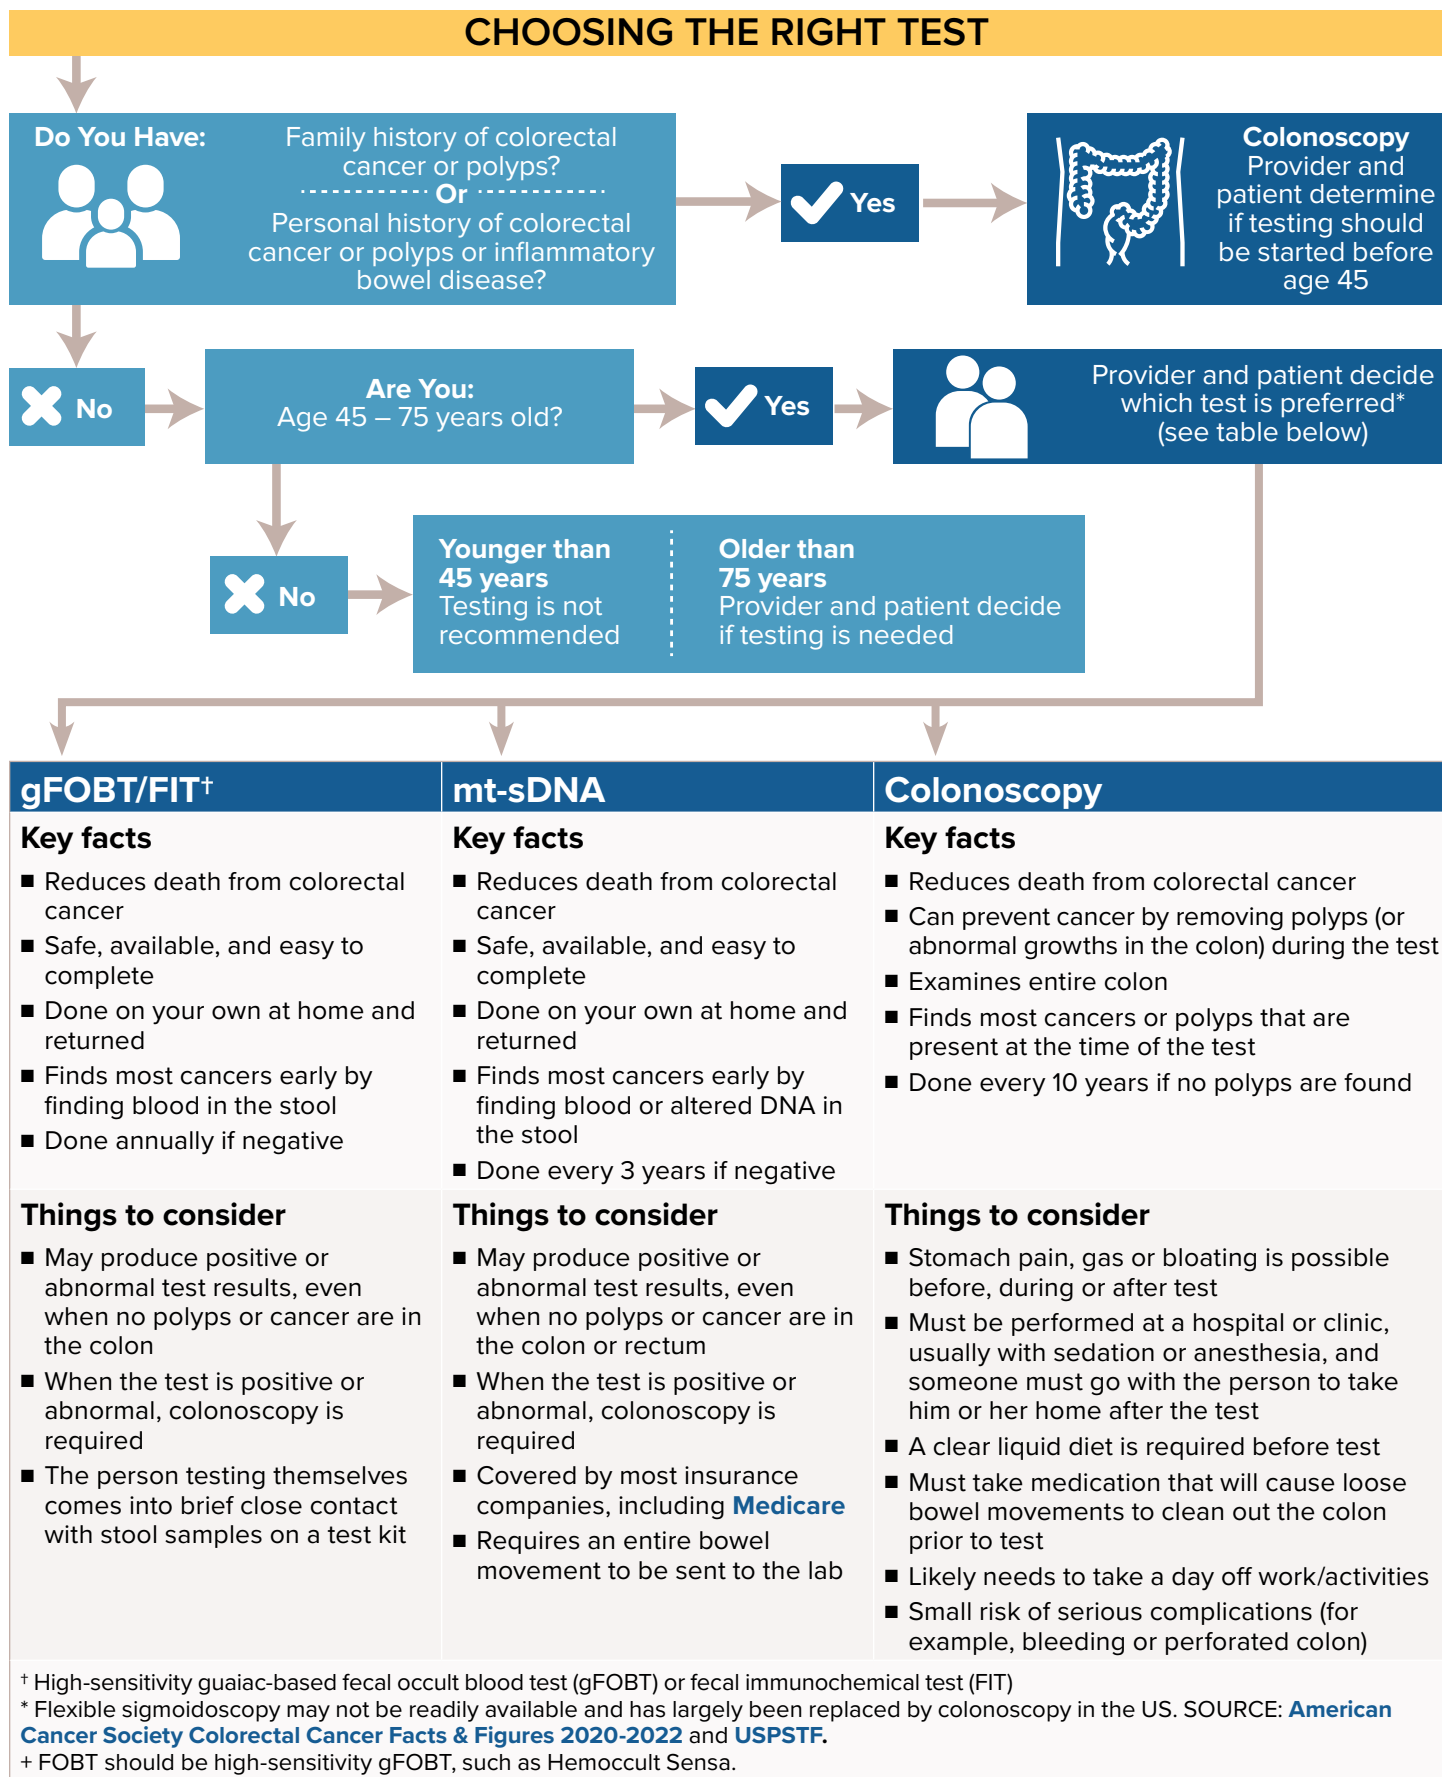 CHOOSING THE RIGHT TEST
Do You Have:
Family history of colorectal
cancer or polyps?
Or
Personal history of colorectal
cancer or polyps or inflammatory
bowel disease?
Yes
Colonoscopy
Provider and
patient determine
if testing should
be started before
age 45
No
Are You:
Age 45 – 75 years old?
Yes
Provider and patient decide
which test is preferred*
(see table below)
No
Younger than
45 years
Testing is not
recommended
Older than
75 years
Provider and patient decide
if testing is needed
gFOBT/FIT†
Key facts
■ Reduces death from colorectal
cancer
■ Safe, available, and easy to
complete
■ Done on your own at home and
returned
■ Finds most cancers early by
finding blood in the stool
■ Done annually if negative
Things to consider
■ May produce positive or
abnormal test results, even
when no polyps or cancer are in
the colon
■ When the test is positive or
abnormal, colonoscopy is
required
■ The person testing themselves
comes into brief close contact
with stool samples on a test kit
mt-sDNA
Key facts
■ Reduces death from colorectal
cancer
■ Safe, available, and easy to
complete
■ Done on your own at home and
returned
■ Finds most cancers early by
finding blood or altered DNA in
the stool
■ Done every 3 years if negative
Things to consider
■ May produce positive or
abnormal test results, even
when no polyps or cancer are in
the colon or rectum
■ When the test is positive or
abnormal, colonoscopy is
required
■ Covered by most insurance
companies, including Medicare
■ Requires an entire bowel
movement to be sent to the lab
Colonoscopy
Key facts
■ Reduces death from colorectal cancer
■ Can prevent cancer by removing polyps (or
abnormal growths in the colon) during the test
■ Examines entire colon
■ Finds most cancers or polyps that are
present at the time of the test
■ Done every 10 years if no polyps are found
Things to consider
■ Stomach pain, gas or bloating is possible
before, during or after test
■ Must be performed at a hospital or clinic,
usually with sedation or anesthesia, and
someone must go with the person to take
him or her home after the test
■ A clear liquid diet is required before test
■ Must take medication that will cause loose
bowel movements to clean out the colon
prior to test
■ Likely needs to take a day off work/activities
■ Small risk of serious complications (for
example, bleeding or perforated colon)
† High-sensitivity guaiac-based fecal occult blood test (gFOBT) or fecal immunochemical test (FIT)
* Flexible sigmoidoscopy may not be readily available and has largely been replaced by colonoscopy in the US. SOURCE: American
Cancer Society Colorectal Cancer Facts & Figures 2020-2022 and USPSTF.
+ FOBT should be high-sensitivity gFOBT, such as Hemoccult Sensa.